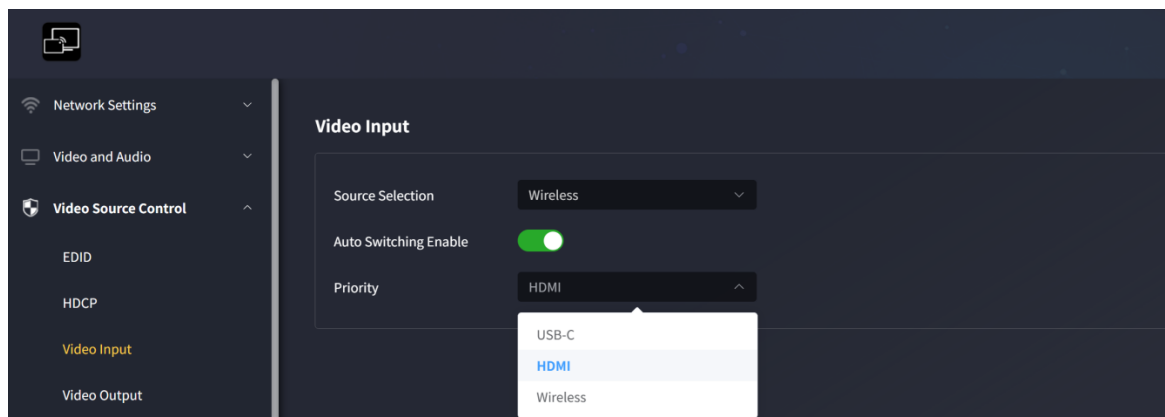 Network Settings
Video and Audio
Video Source Control
EDID
HDCP
Video Input
Video Output
Video Input
Source Selection
Wireless
Auto Switching Enable
Priority
HDMI
USB-C
HDMI
Wireless